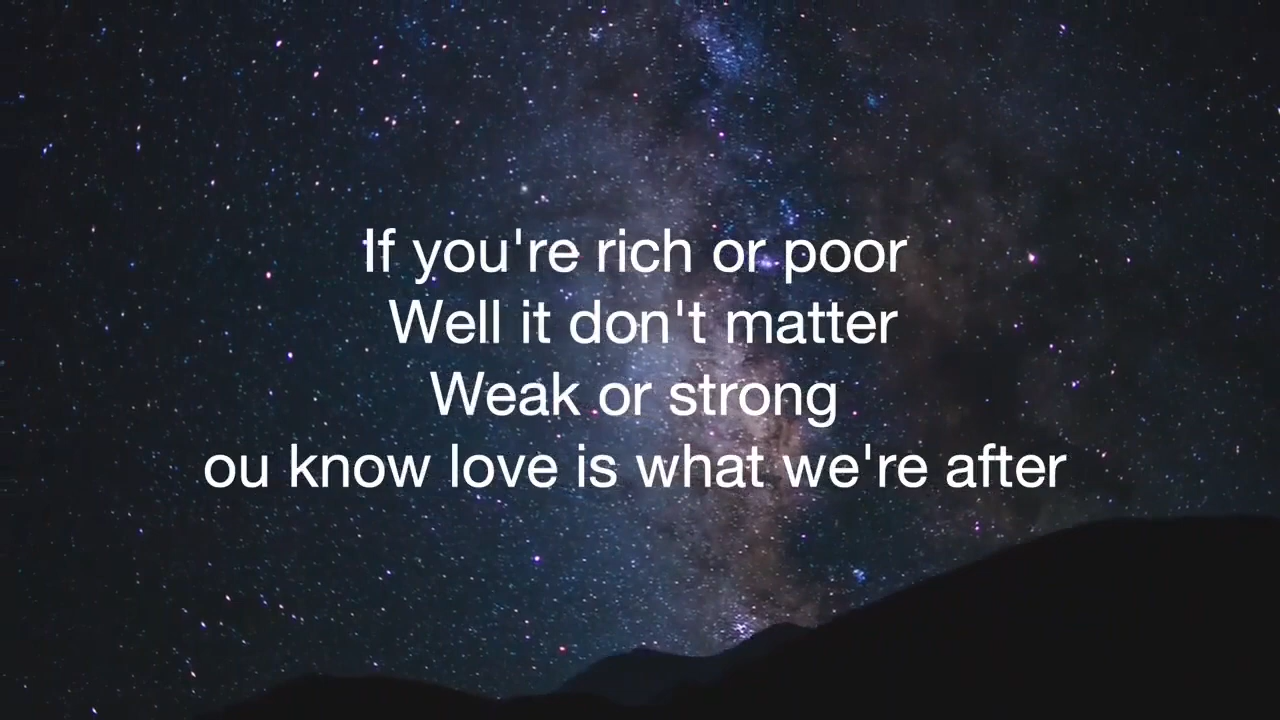 If you're rich or poor
Well it don't matter
Weak or strong
ou know love is what we're after